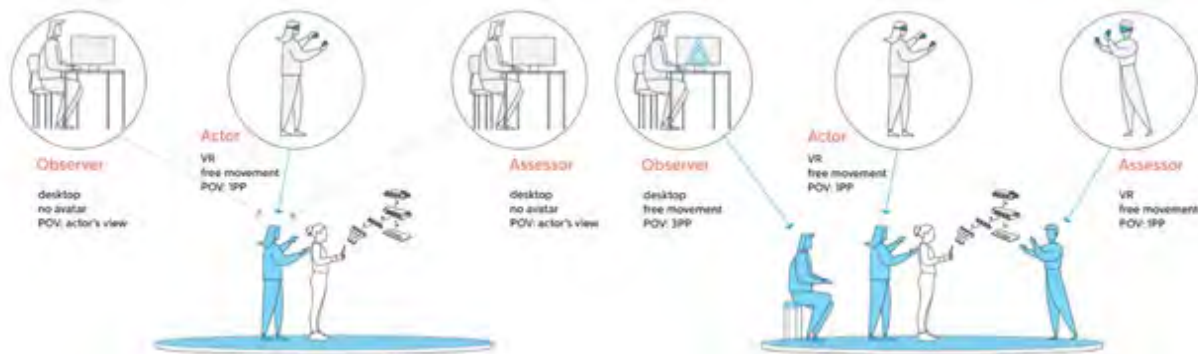 Actor
VR
free movement
POV: 1PP
Observer
desktop
no avatar
POV: actor's view
Assessor
desktop
no avatar
POV: actor's view
Observer
desktop
free movement
POV: 3PP
Actor
VR
free movement
POV: 1PP
Assessor
VR
free movement
POV: 1PP